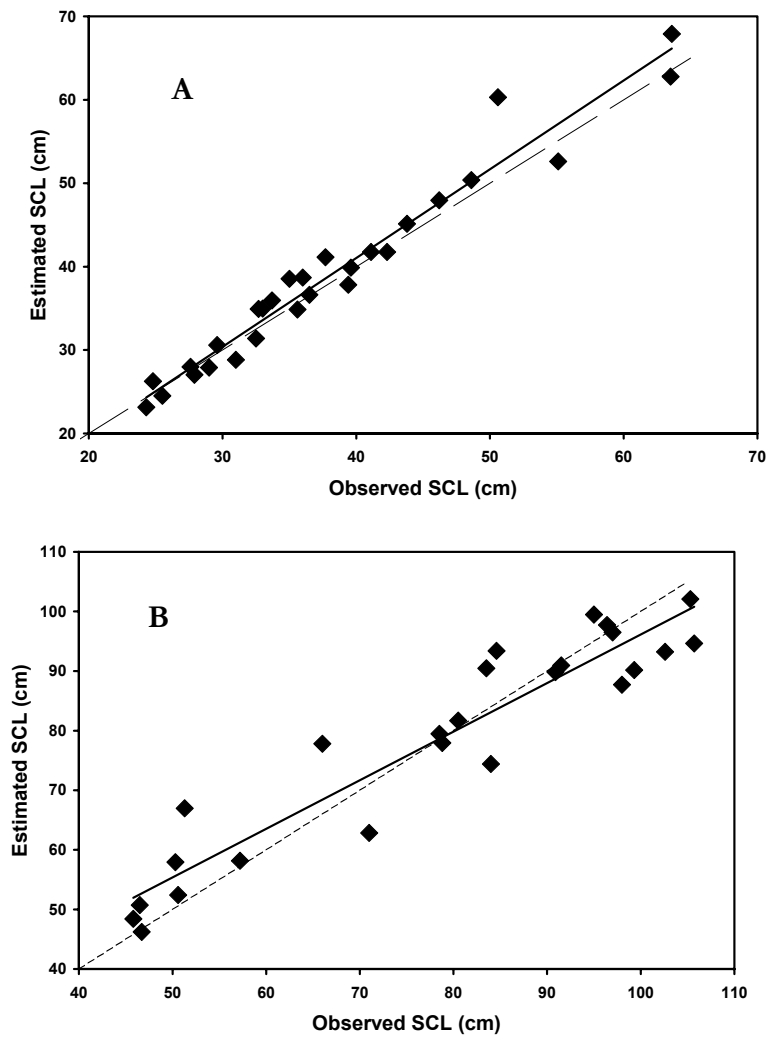 70
A
60
50
40
30
20
20 30 40 50 60 70
Estimated SCL (cm)
Observed SCL (cm)
110
100
B
90
80
70
60
50
40
40 50 60 70 80 90 100 110
Estimated SCL (cm)
Observed SCL (cm)